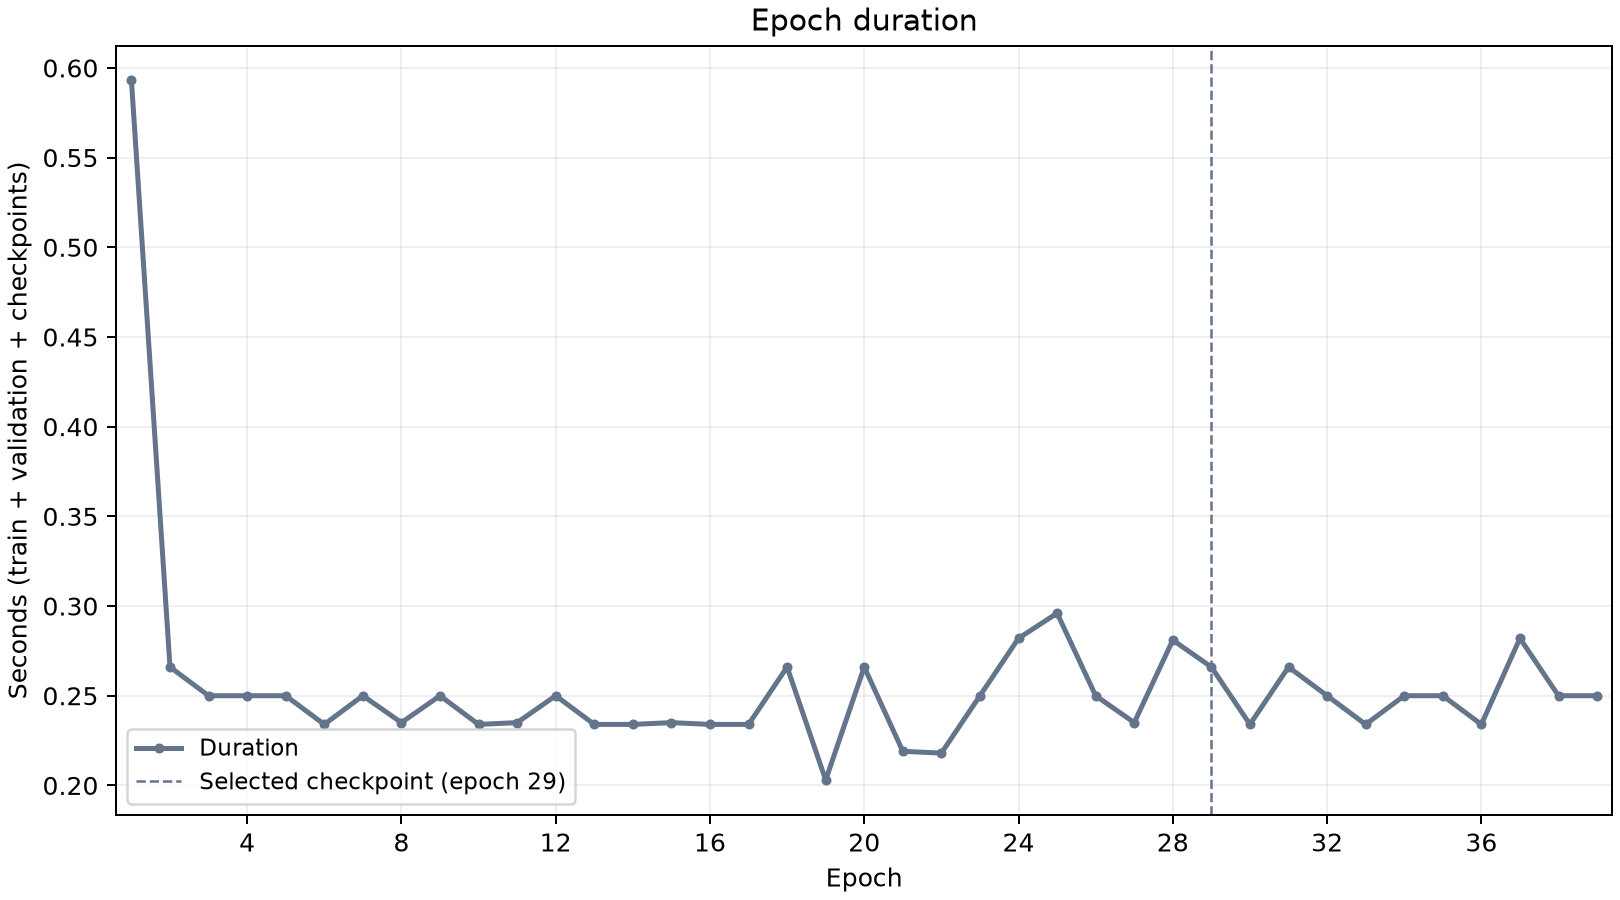 Epoch duration
Seconds (train + validation + checkpoints)
0.60
0.55
0.50
0.45
0.40
0.35
0.30
0.25
0.20
Duration
Selected checkpoint (epoch 29)
4 8 12 16 20 24 28 32 36
Epoch